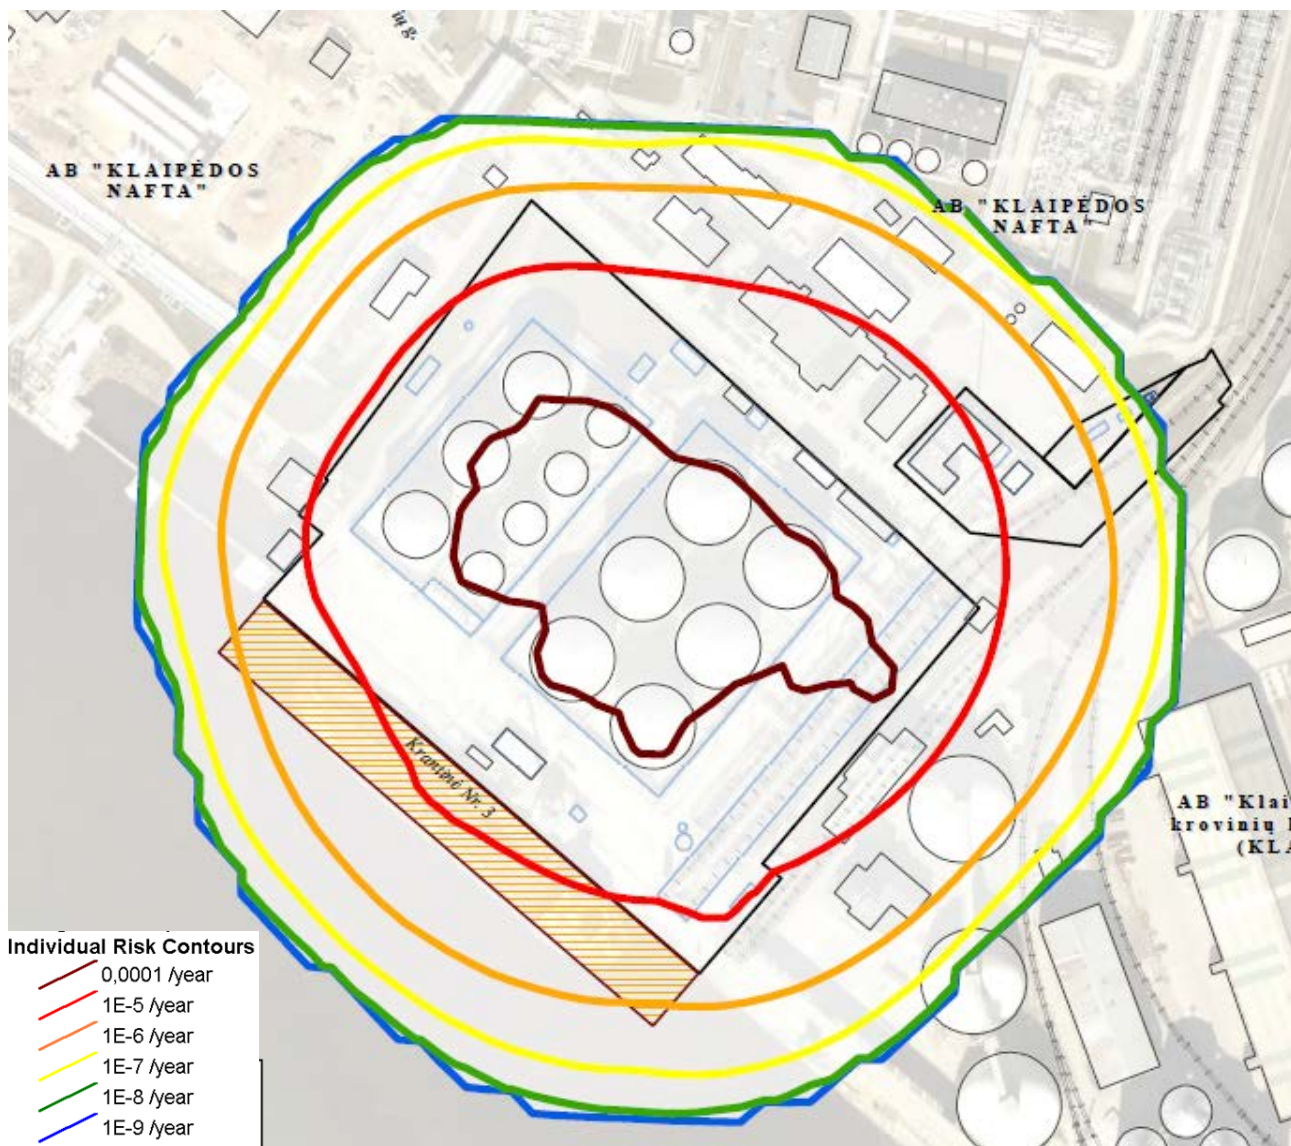 ių g.
AB "KLAIPĖDOS
NAFTA"
AB "KLAIPĖDOS
NAFTA"
Krantinė Nr. 3
AB "Klai
krovinių
(KLA
Individual Risk Contours
0,0001 /year
1E-5 /year
1E-6 /year
1E-7 /year
1E-8 /year
1E-9 /year